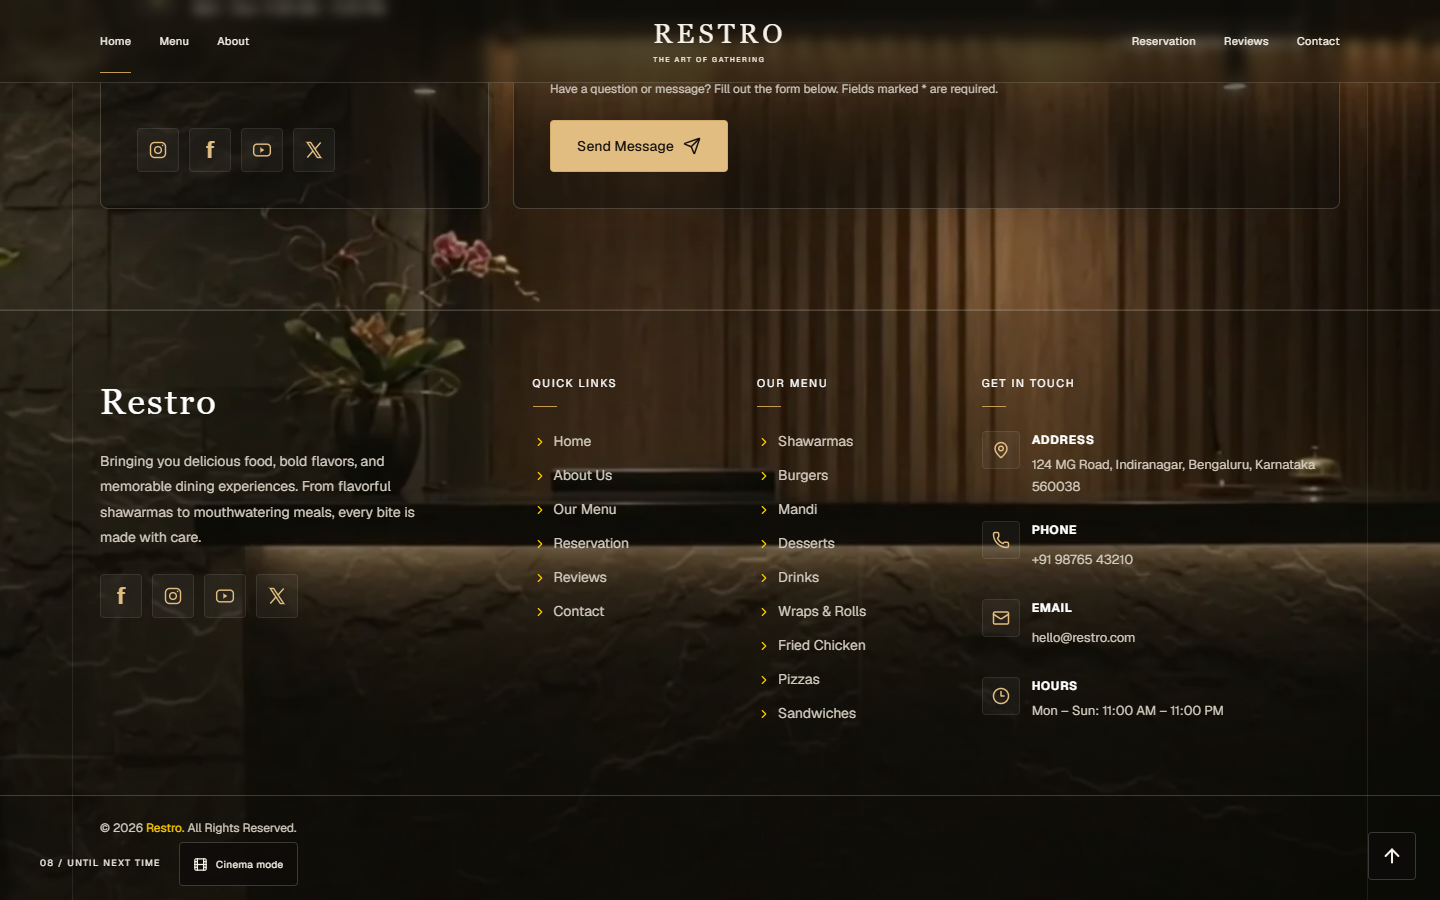 Home
Menu
About
RESTRO
THE ART OF GATHERING
Reservation
Reviews
Contact
Have a question or message? Fill out the form below. Fields marked * are required.
Send Message
Restro
Bringing you delicious food, bold flavors, and
memorable dining experiences. From flavorful
shawarmas to mouthwatering meals, every bite is
made with care.
QUICK LINKS
Home
About Us
Our Menu
Reservation
Reviews
Contact
OUR MENU
Shawarmas
Burgers
Mandi
Desserts
Drinks
Wraps & Rolls
Fried Chicken
Pizzas
Sandwiches
GET IN TOUCH
ADDRESS
124 MG Road, Indiranagar, Bengaluru, Karnataka
560038
PHONE
+91 98765 43210
EMAIL
hello@restro.com
HOURS
Mon – Sun: 11:00 AM – 11:00 PM
© 2026 Restro. All Rights Reserved.
08 / UNTIL NEXT TIME
Cinema mode